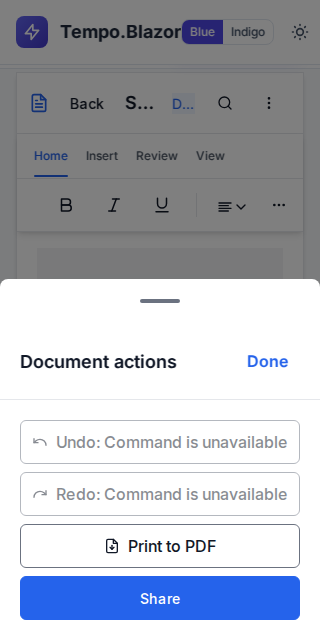 Tempo.Blazor Blue Indigo
Back S... D...
Home Insert Review View
B I U
Document actions Done
Undo: Command is unavailable
Redo: Command is unavailable
Print to PDF
Share